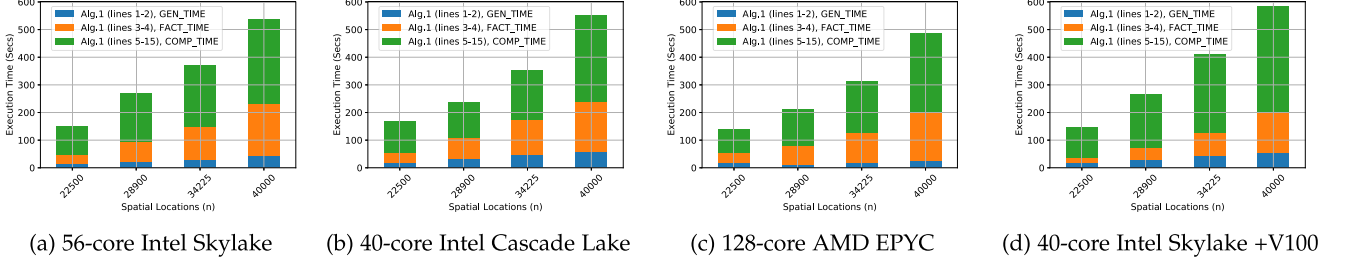 600
500
400
300
200
100
0
Execution Time (Secs)
Alg,1 (lines 1-2), GEN_TIME
Alg.1 (lines 3-4), FACT_TIME
Alg.1 (lines 5-15), COMP_TIME
22500
28900
34225
40000
Spatial Locations (n)
(a) 56-core Intel Skylake
600
500
400
300
200
100
0
Execution Time (Secs)
Alg,1 (lines 1-2), GEN_TIME
Alg.1 (lines 3-4), FACT_TIME
Alg.1 (lines 5-15), COMP_TIME
22500
28900
34225
40000
Spatial Locations (n)
(b) 40-core Intel Cascade Lake
600
500
400
300
200
100
0
Execution Time (Secs)
Alg,1 (lines 1-2), GEN_TIME
Alg.1 (lines 3-4), FACT_TIME
Alg.1 (lines 5-15), COMP_TIME
22500
28900
34225
40000
Spatial Locations (n)
(c) 128-core AMD EPYC
600
500
400
300
200
100
0
Execution Time (Secs)
Alg,1 (lines 1-2), GEN_TIME
Alg.1 (lines 3-4), FACT_TIME
Alg.1 (lines 5-15), COMP_TIME
22500
28900
34225
40000
Spatial Locations (n)
(d) 40-core Intel Skylake +V100